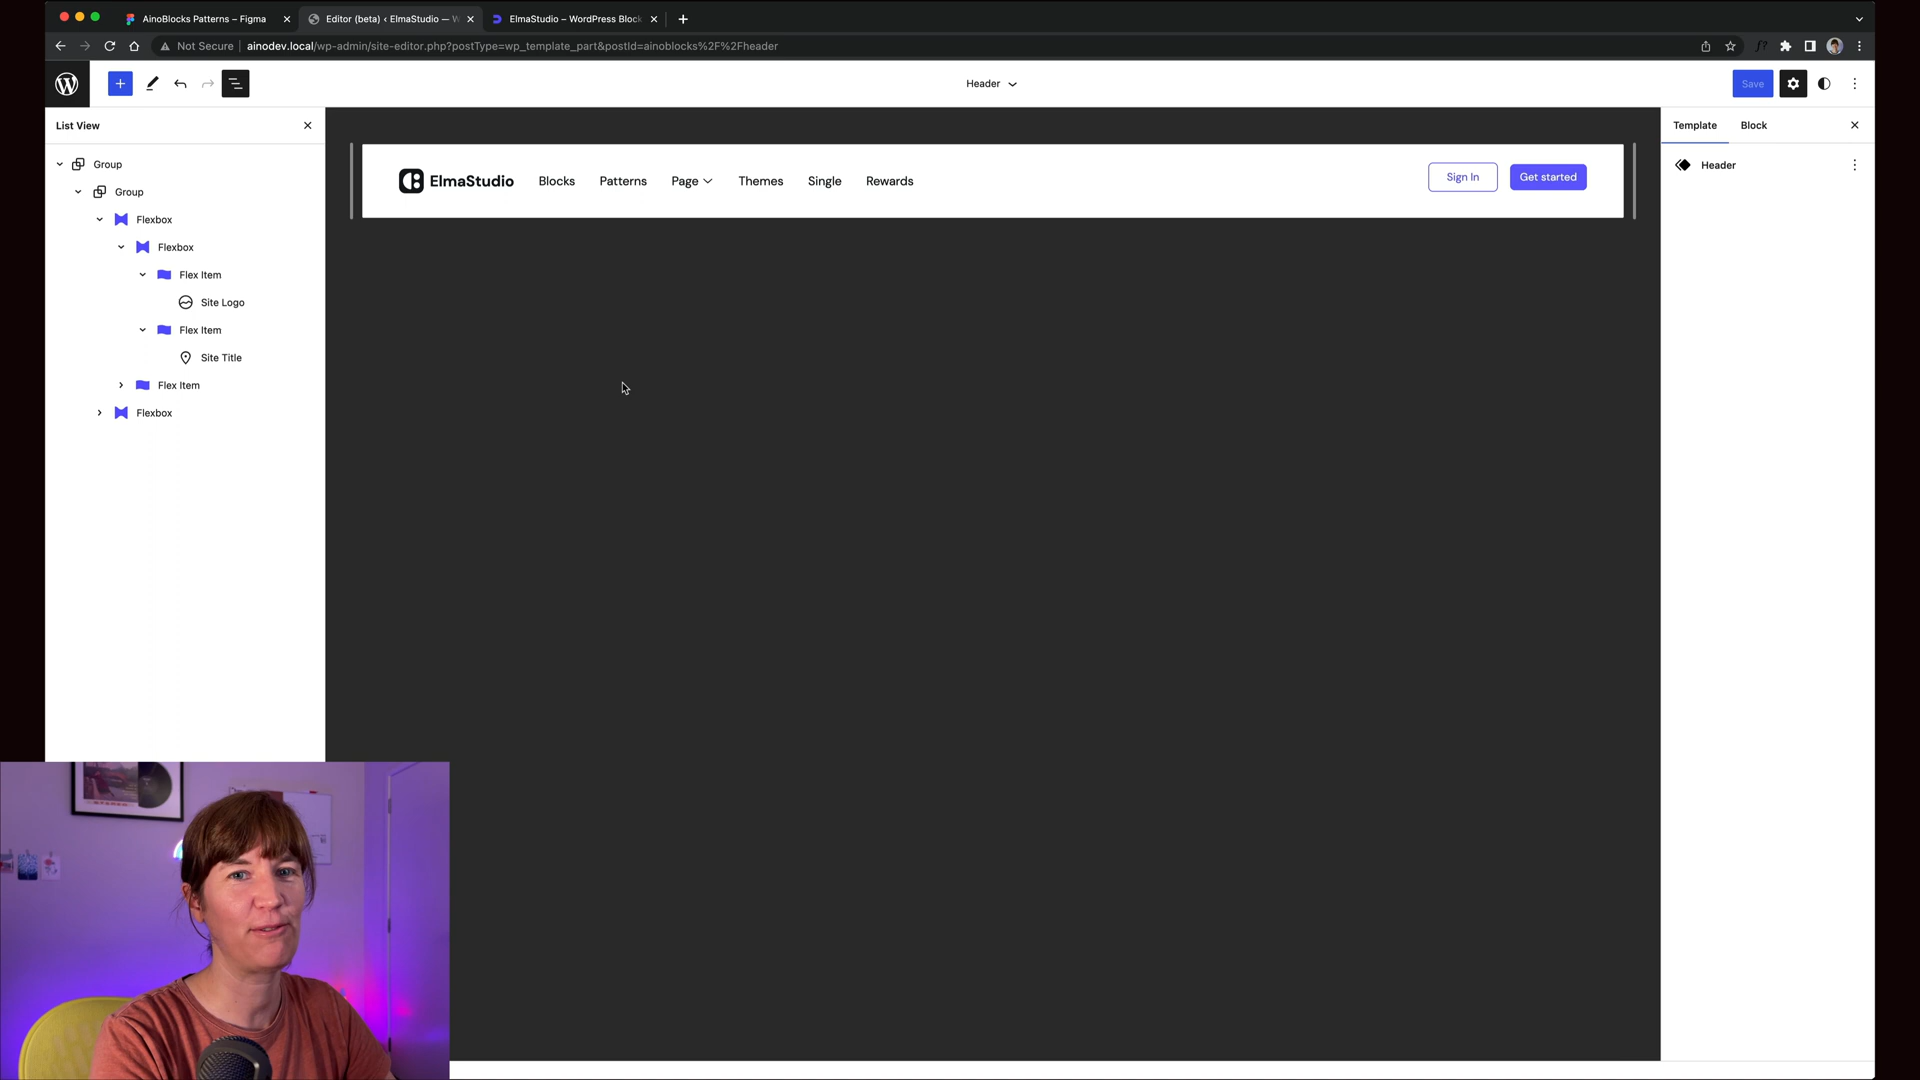 AinoBlocks Patterns – Figma
Editor (beta) ‹ ElmaStudio — W
ElmaStudio – WordPress Block
Not Secure
ainodev.local/wp-admin/site-editor.php?postType=wp_template_part&postId=ainoblocks%2F%2Fheader
Header
Save
List View
Group
Group
Flexbox
Flexbox
Flex Item
Site Logo
Flex Item
Site Title
Flex Item
Flexbox
ElmaStudio
Blocks
Patterns
Page
Themes
Single
Rewards
Sign In
Get started
Template
Block
Header